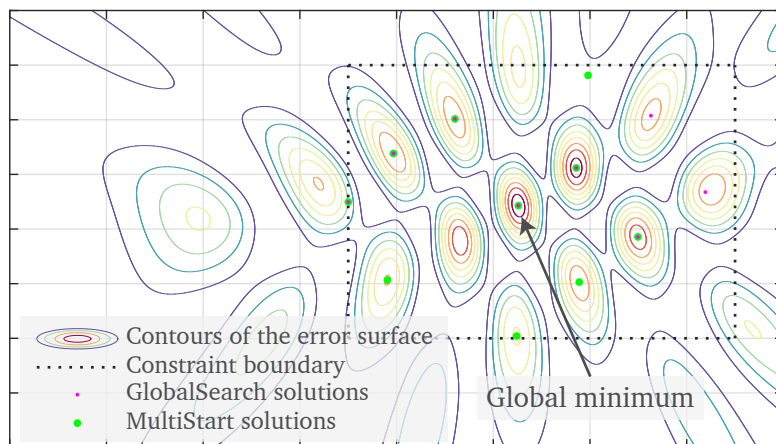 Contours of the error surface
Constraint boundary
GlobalSearch solutions
MultiStart solutions
Global minimum